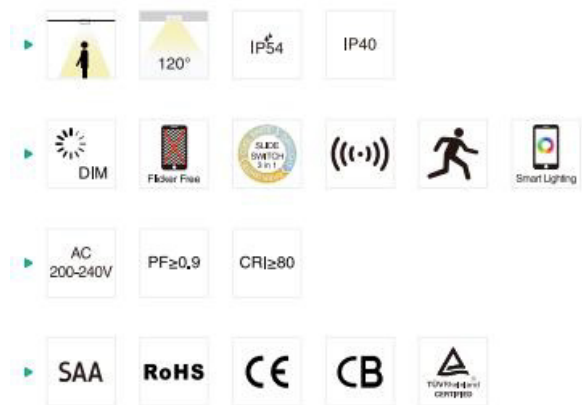 120°
IP54
IP40
DIM
Flicker Free
SLIDE
SWITCH
3 in 1
Smart Lighting
AC
200-240V
PF≥0.9
CRI≥80
SAA
RoHS
CE
CB
TÜVRheinland
CERTIFIED